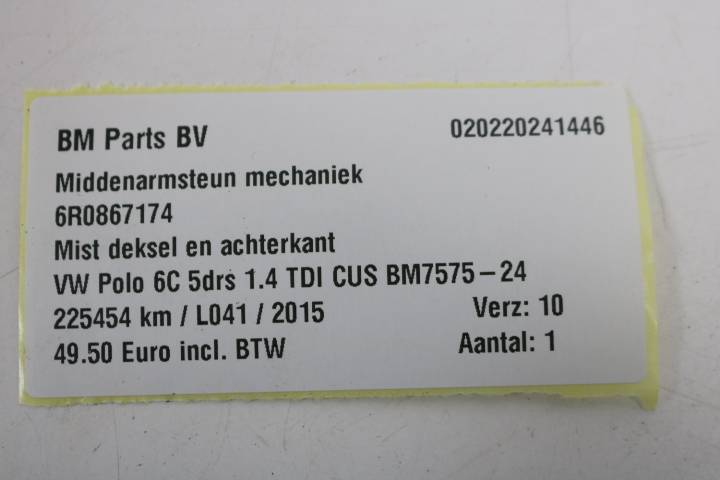 BM Parts BV 020220241446
Middenarmsteun mechaniek
6R0867174
Mist deksel en achterkant
VW Polo 6C 5drs 1.4 TDI CUS BM7575-24
225454 km / L041 / 2015 Verz: 10
49.50 Euro incl. BTW Aantal: 1